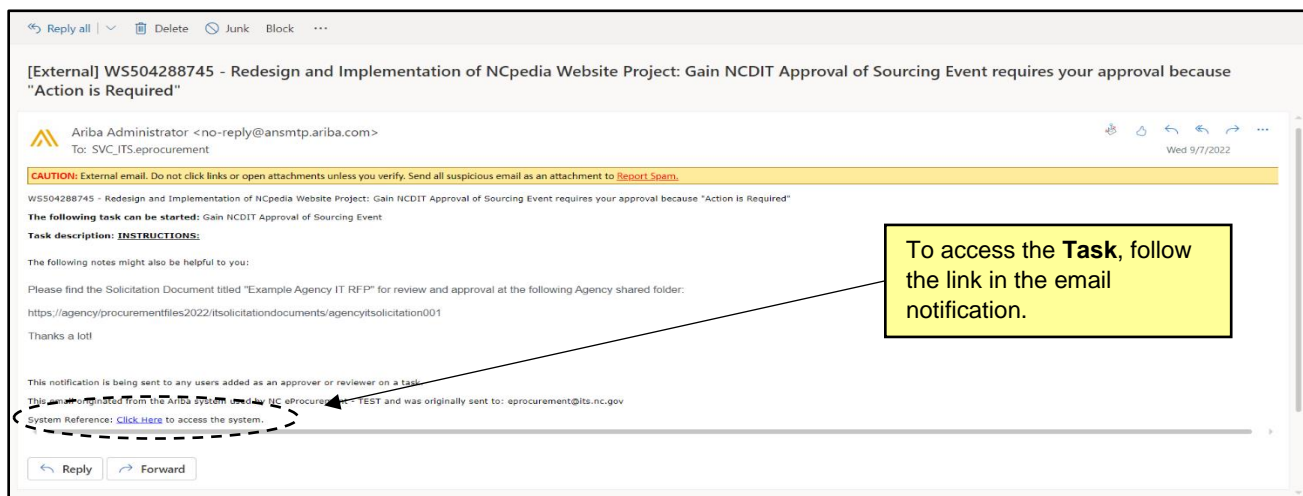 Reply all Delete Junk Block ...
[External] WS504288745 - Redesign and Implementation of NCpedia Website Project: Gain NCDIT Approval of Sourcing Event requires your approval because
"Action is Required"
Ariba Administrator <no-reply@ansmtp.ariba.com>
To: SVC_ITS.eprocurement
Wed 9/7/2022
CAUTION: External email. Do not click links or open attachments unless you verify. Send all suspicious email as an attachment to Report Spam.
WS504288745 - Redesign and Implementation of NCpedia Website Project: Gain NCDIT Approval of Sourcing Event requires your approval because "Action is Required"
The following task can be started: Gain NCDIT Approval of Sourcing Event
Task description: INSTRUCTIONS:
The following notes might also be helpful to you:
Please find the Solicitation Document titled "Example Agency IT RFP" for review and approval at the following Agency shared folder:
https;//agency/procurementfiles2022/itsolicitationdocuments/agencyitsolicitation001
Thanks a lot!
To access the Task, follow
the link in the email
notification.
This notification is being sent to any users added as an approver or reviewer on a task.
This email originated from the Ariba system used by NC eProcurement - TEST and was originally sent to: eprocurement@its.nc.gov
System Reference: Click Here to access the system.
Reply Forward